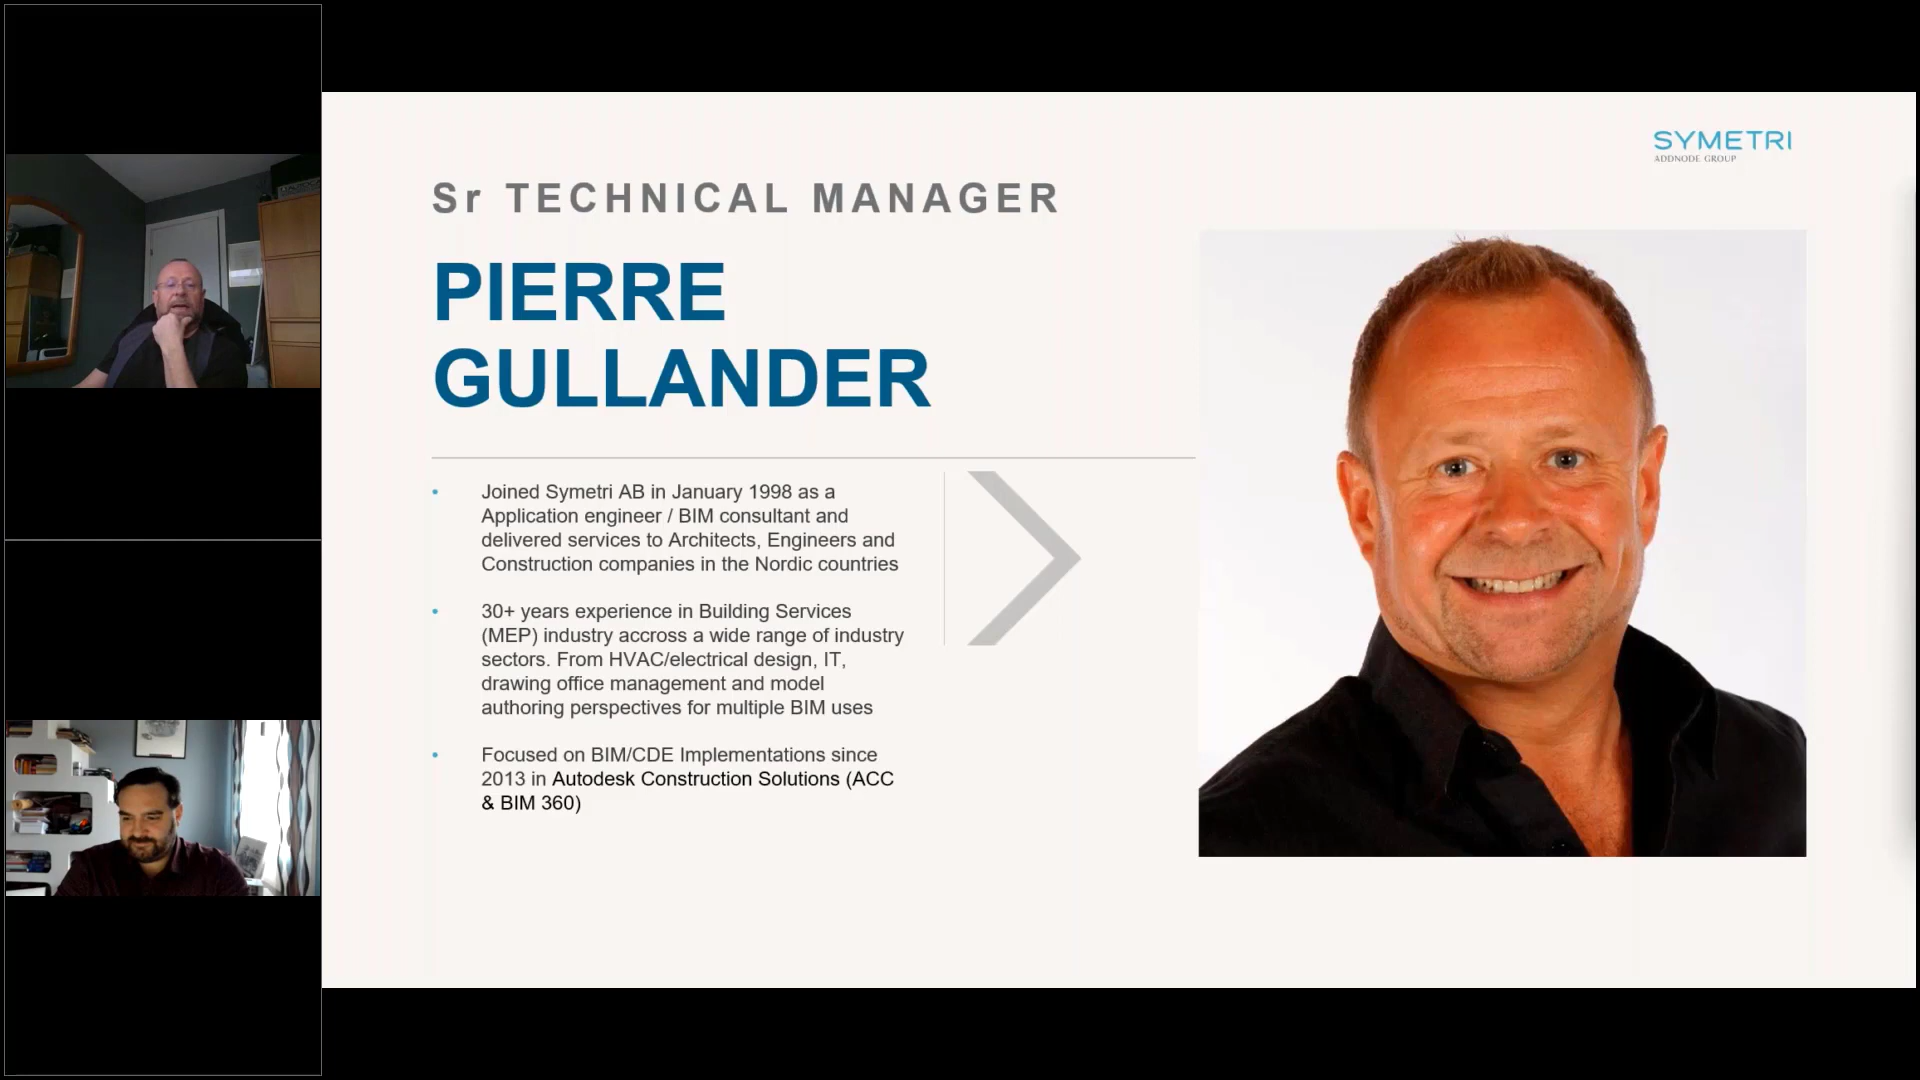 SYMETRI
ADDNODE GROUP
Sr TECHNICAL MANAGER
PIERRE
GULLANDER
• Joined Symetri AB in January 1998 as a
Application engineer / BIM consultant and
delivered services to Architects, Engineers and
Construction companies in the Nordic countries
• 30+ years experience in Building Services
(MEP) industry accross a wide range of industry
sectors. From HVAC/electrical design, IT,
drawing office management and model
authoring perspectives for multiple BIM uses
• Focused on BIM/CDE Implementations since
2013 in Autodesk Construction Solutions (ACC
& BIM 360)